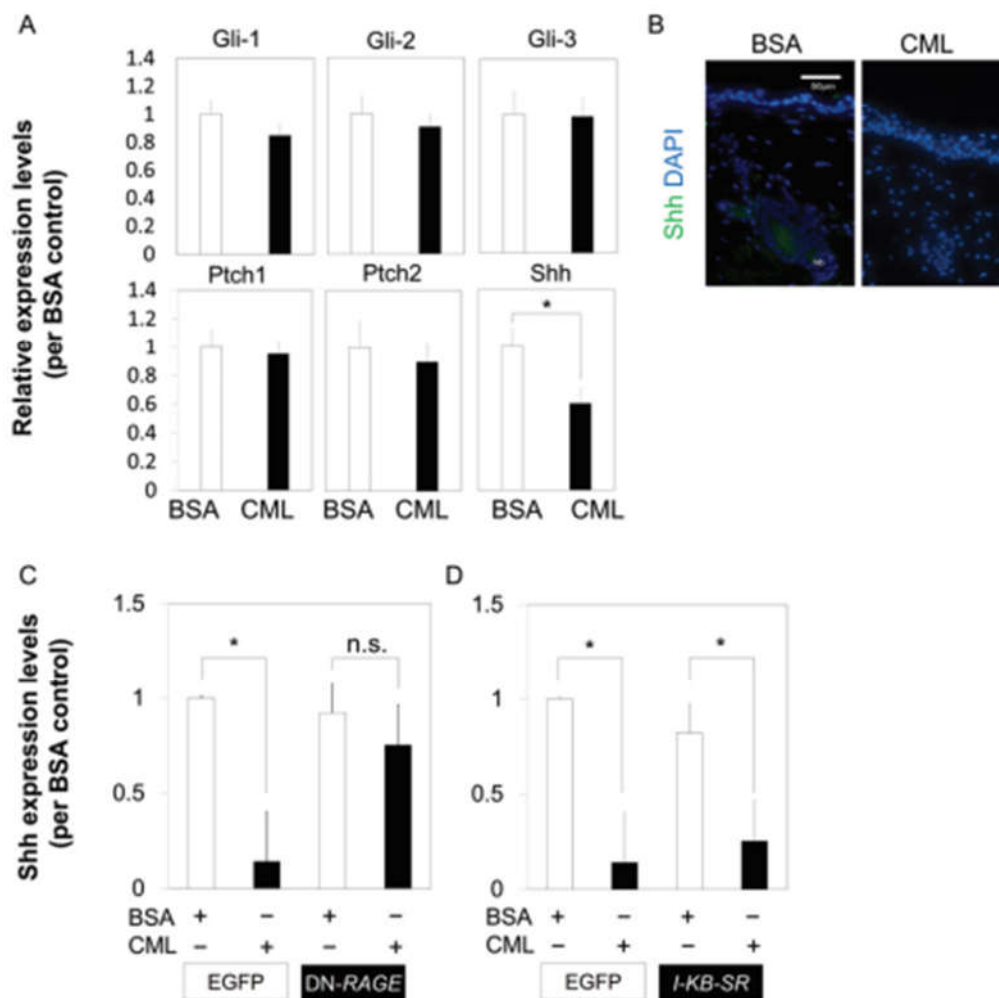 A
B
Gli-1 Gli-2 Gli-3
BSA CML
Relative expression levels
(per BSA control)
1.4
1.2
1
0.8
0.6
0.4
0.2
0
Shh DAPI
50μm
Ptch1 Ptch2 Shh
1.4
1.2
1
0.8
0.6
0.4
0.2
0
*
BSA CML BSA CML BSA CML
C
D
Shh expression levels
(per BSA control)
1.5
1
0.5
0
* n.s.
BSA + − + −
CML − + − +
EGFP DN-RAGE
1.5
1
0.5
0
* *
BSA + − + −
CML − + − +
EGFP I-KB-SR